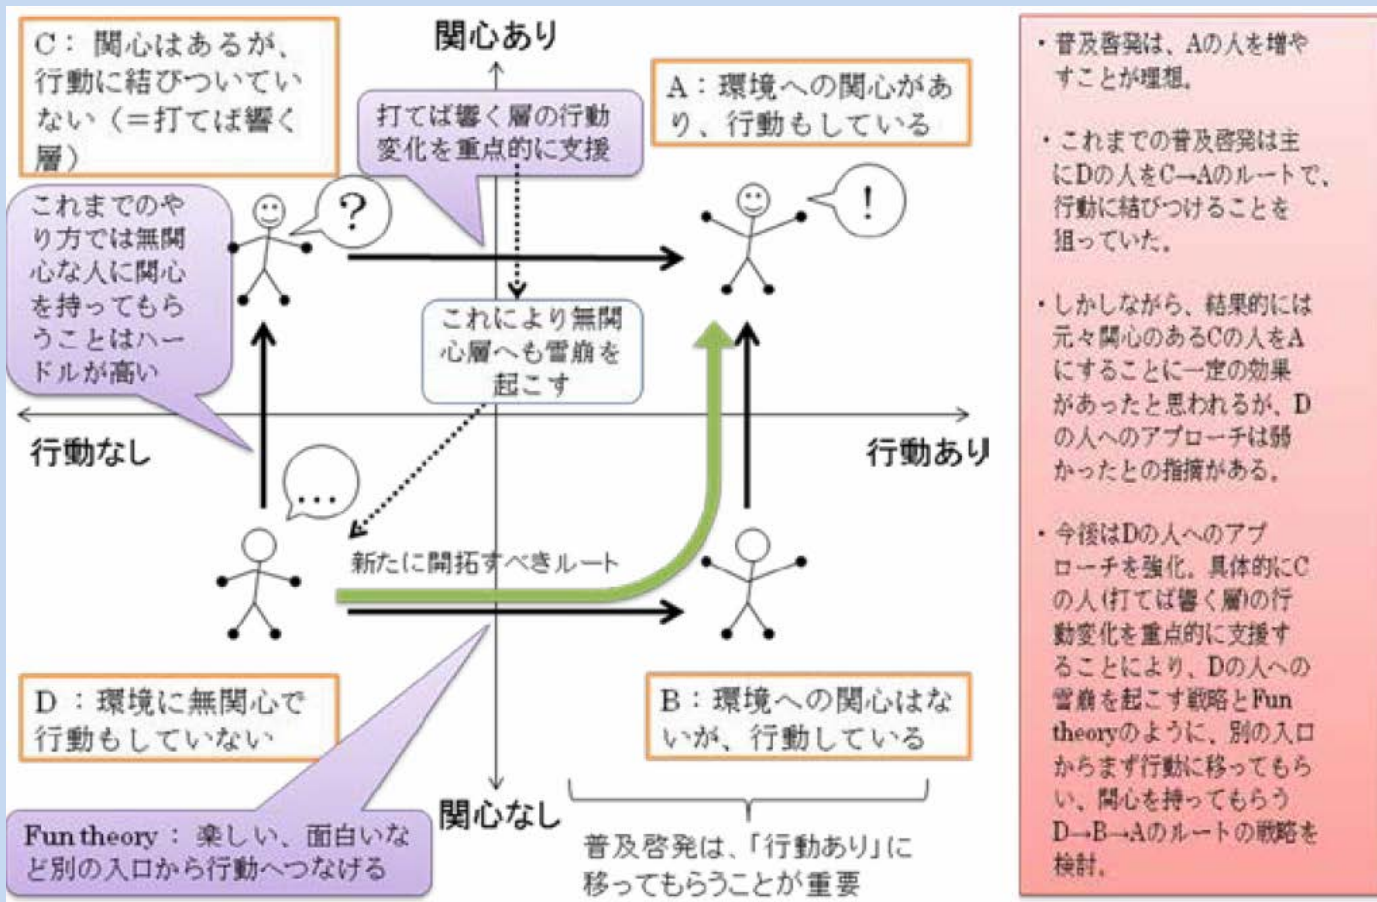 C： 関心はあるが、
行動に結びついてい
ない（＝打てば響く
層）
関心あり
打てば響く層の行動
変化を重点的に支援
A：環境への関心があ
り、行動もしている
これまでのや
り方では無関
心な人に関心
を持ってもら
うことはハー
ドルが高い
?
!
これにより無関
心層へも雪崩を
起こす
行動なし
行動あり
...
新たに開拓すべきルート
D ：環境に無関心で
行動もしていない
B：環境への関心はな
いが、行動している
関心なし
Fun theory： 楽しい、面白いな
ど別の入口から行動へつなげる
普及啓発は、「行動あり」に
移ってもらうことが重要
・普及啓発は、Aの人を増や
すことが理想。
・これまでの普及啓発は主
にDの人をC→Aのルートで、
行動に結びつけることを
狙っていた。
・しかしながら、結果的には
元々関心のあるCの人をA
にすることに一定の効果
があったと思われるが、D
の人へのアプローチは弱
かったとの指摘がある。
・今後はDの人へのアプ
ローチを強化。具体的にC
の人(打てば響く層)の行
動変化を重点的に支援す
ることにより、Dの人への
雪崩を起こす戦略とFun
theoryのように、別の入口
からまず行動に移ってもら
い、関心を持ってもらう
D→B→Aのルートの戦略を
検討。